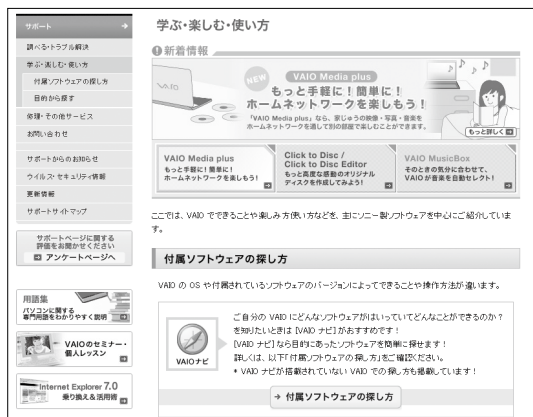 サポート
調べる・トラブル解決
学ぶ・楽しむ・使い方
付属ソフトウェアの探し方
目的から探す
修理・その他サービス
お問い合わせ
サポートからのお知らせ
ウイルス・セキュリティ情報
更新情報
サポートサイトマップ
サポートページに関する
評価をお聞かせください
アンケートページへ
用語集
パソコンに関する
専門用語をわかりやすく説明
VAIOのセミナー・
個人レッスン
Internet Explorer 7.0
乗り換え&活用術
学ぶ・楽しむ・使い方
新着情報
NEW
VAIO
VAIO Media plus
もっと手軽に!簡単に!
ホームネットワークを楽しもう!
「VAIO Media plus」なら、家じゅうの映像・写真・音楽を
ホームネットワークを通して別の部屋で楽しむことができます。
もっと詳しく
VAIO Media plus
もっと手軽に!簡単に!
ホームネットワークを楽しもう!
Click to Disc /
Click to Disc Editor
もっと高度な感動のオリジナル
ディスクを作成してみよう!
VAIO MusicBox
そのときの気分に合わせて、
VAIOが音楽を自動セレクト!
ここでは、VAIO でできることや楽しみ方使い方などを、主にソニー製ソフトウェアを中心にご紹介していま
す。
付属ソフトウェアの探し方
VAIO の OS や付属されているソフトウェアのバージョンによってできることや操作方法が違います。
VAIOナビ
ご自分の VAIO にどんなソフトウェアがはいっていてどんなことができるのか?
を知りたいときは [VAIO ナビ] がおすすめです!
[VAIO ナビ] なら目的にあったソフトウェアを簡単に探せます!
詳しくは、以下「付属ソフトウェアの探し方」をご確認ください。
* VAIO ナビが搭載されていない VAIO での探し方も掲載しています!
付属ソフトウェアの探し方